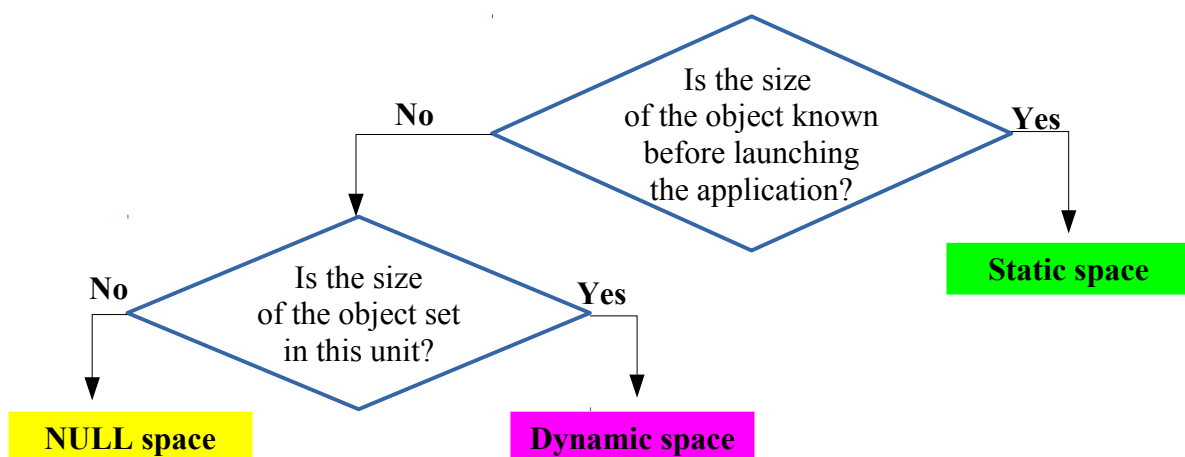 Is the size
of the object known
before launching
the application?
No
Yes
Static space
Is the size
of the object set
in this unit?
No
Yes
NULL space
Dynamic space